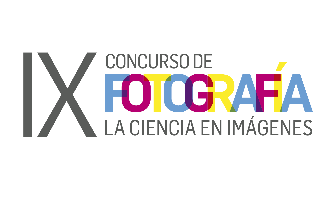 IX
CONCURSO DE
FOTOGRAFÍA
LA CIENCIA EN IMÁGENES